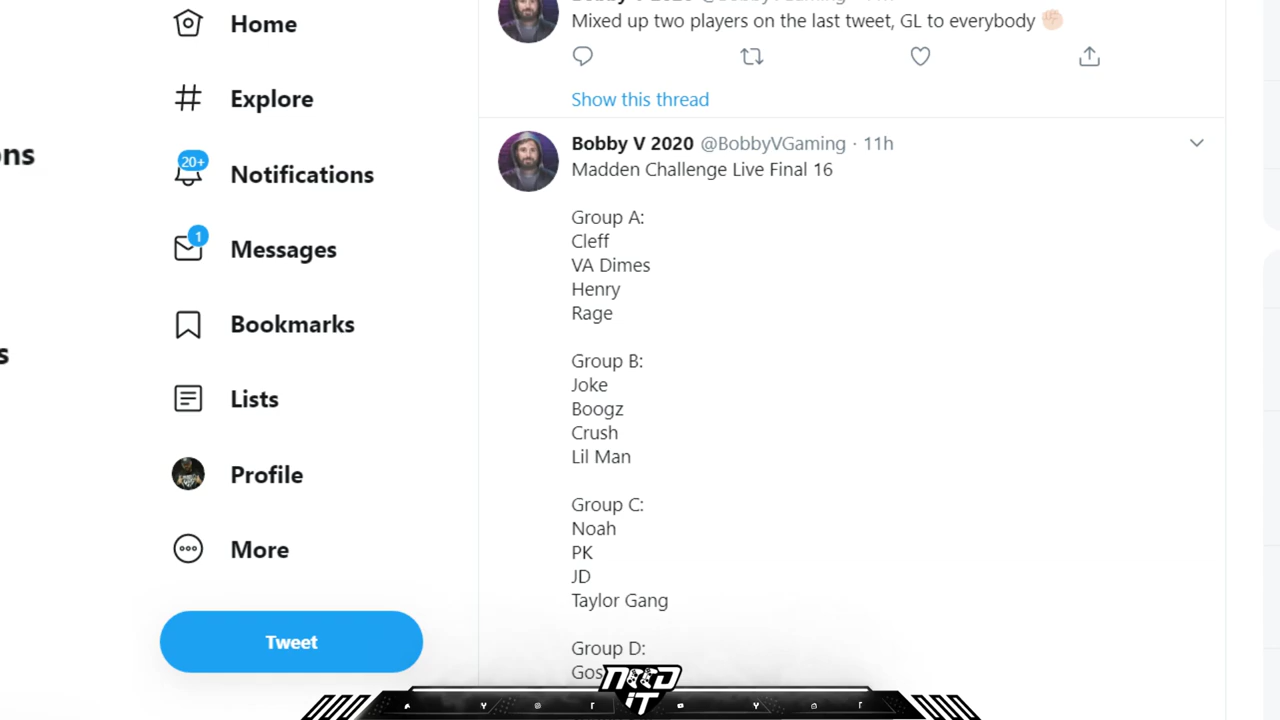 Home
Explore
20+
Notifications
1
Messages
Bookmarks
Lists
Profile
More
Tweet
Mixed up two players on the last tweet, GL to everybody ✊🏻
Show this thread
Bobby V 2020 @BobbyVGaming · 11h
Madden Challenge Live Final 16
Group A:
Cleff
VA Dimes
Henry
Rage
Group B:
Joke
Boogz
Crush
Lil Man
Group C:
Noah
PK
JD
Taylor Gang
Group D:
IT